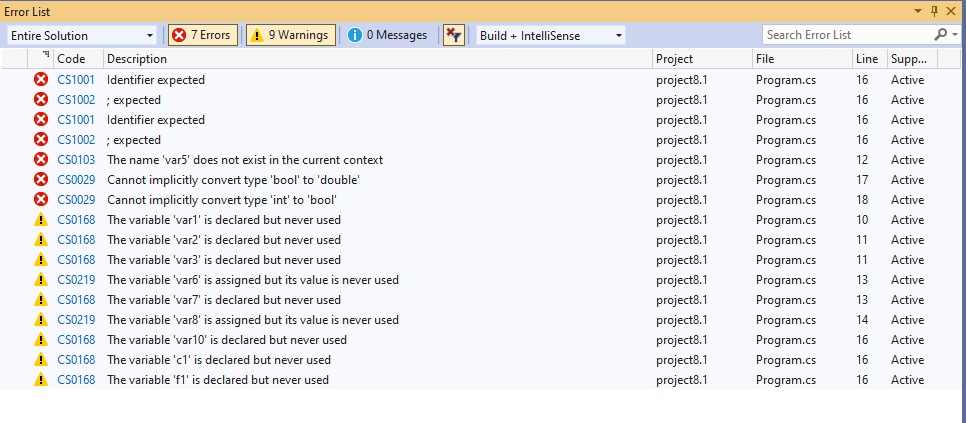 Error List
Entire Solution 7 Errors 9 Warnings 0 Messages Build + IntelliSense Search Error List
Code Description Project File Line Supp...
CS1001 Identifier expected project8.1 Program.cs 16 Active
CS1002 ; expected project8.1 Program.cs 16 Active
CS1001 Identifier expected project8.1 Program.cs 16 Active
CS1002 ; expected project8.1 Program.cs 16 Active
CS0103 The name 'var5' does not exist in the current context project8.1 Program.cs 12 Active
CS0029 Cannot implicitly convert type 'bool' to 'double' project8.1 Program.cs 17 Active
CS0029 Cannot implicitly convert type 'int' to 'bool' project8.1 Program.cs 18 Active
CS0168 The variable 'var1' is declared but never used project8.1 Program.cs 10 Active
CS0168 The variable 'var2' is declared but never used project8.1 Program.cs 11 Active
CS0168 The variable 'var3' is declared but never used project8.1 Program.cs 11 Active
CS0219 The variable 'var6' is assigned but its value is never used project8.1 Program.cs 13 Active
CS0168 The variable 'var7' is declared but never used project8.1 Program.cs 13 Active
CS0219 The variable 'var8' is assigned but its value is never used project8.1 Program.cs 14 Active
CS0168 The variable 'var10' is declared but never used project8.1 Program.cs 16 Active
CS0168 The variable 'c1' is declared but never used project8.1 Program.cs 16 Active
CS0168 The variable 'f1' is declared but never used project8.1 Program.cs 16 Active